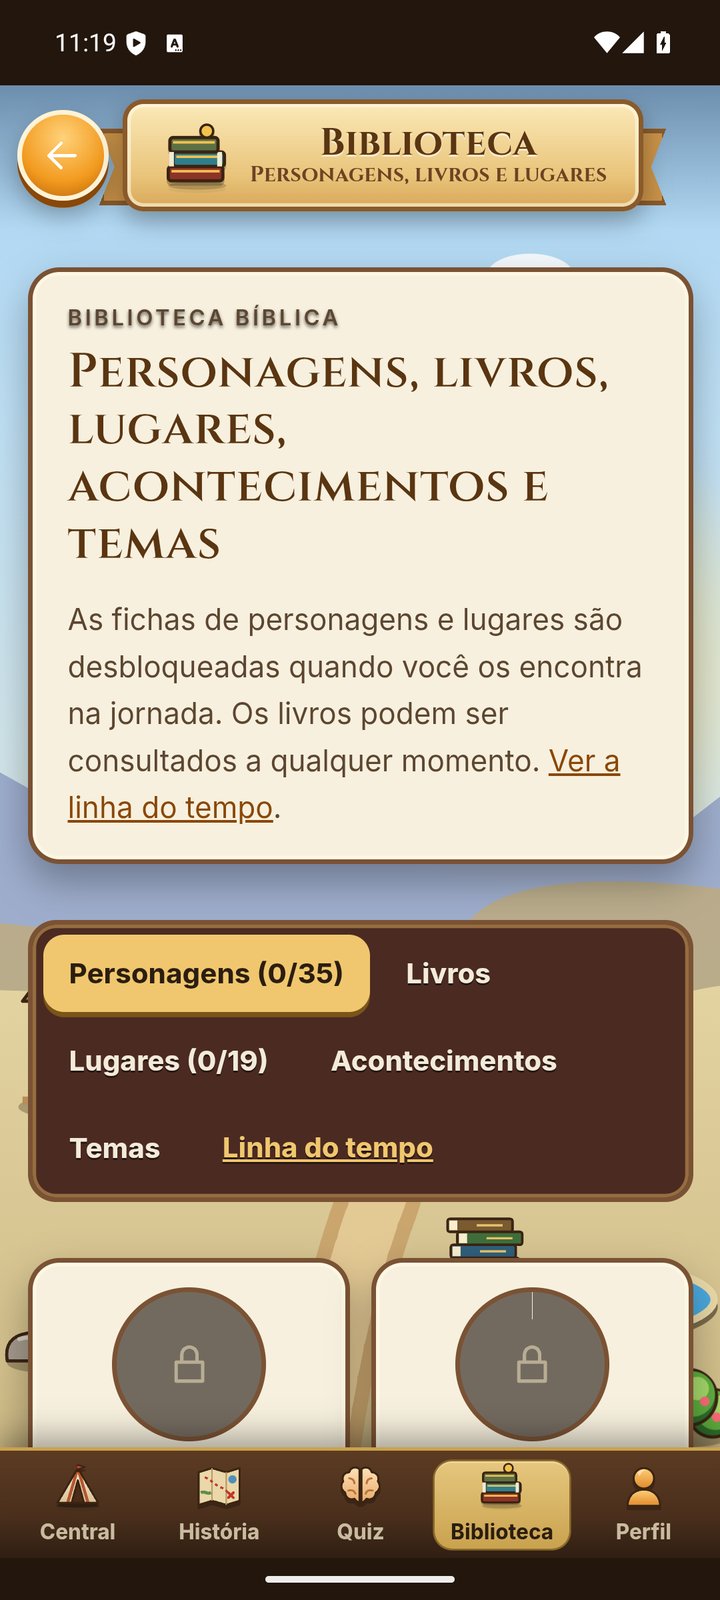 11:19
BIBLIOTECA
PERSONAGENS, LIVROS E LUGARES
BIBLIOTECA BÍBLICA
PERSONAGENS, LIVROS,
LUGARES,
ACONTECIMENTOS E
TEMAS
As fichas de personagens e lugares são
desbloqueadas quando você os encontra
na jornada. Os livros podem ser
consultados a qualquer momento. Ver a
linha do tempo.
Personagens (0/35) Livros
Lugares (0/19) Acontecimentos
Temas Linha do tempo
Central História Quiz Biblioteca Perfil